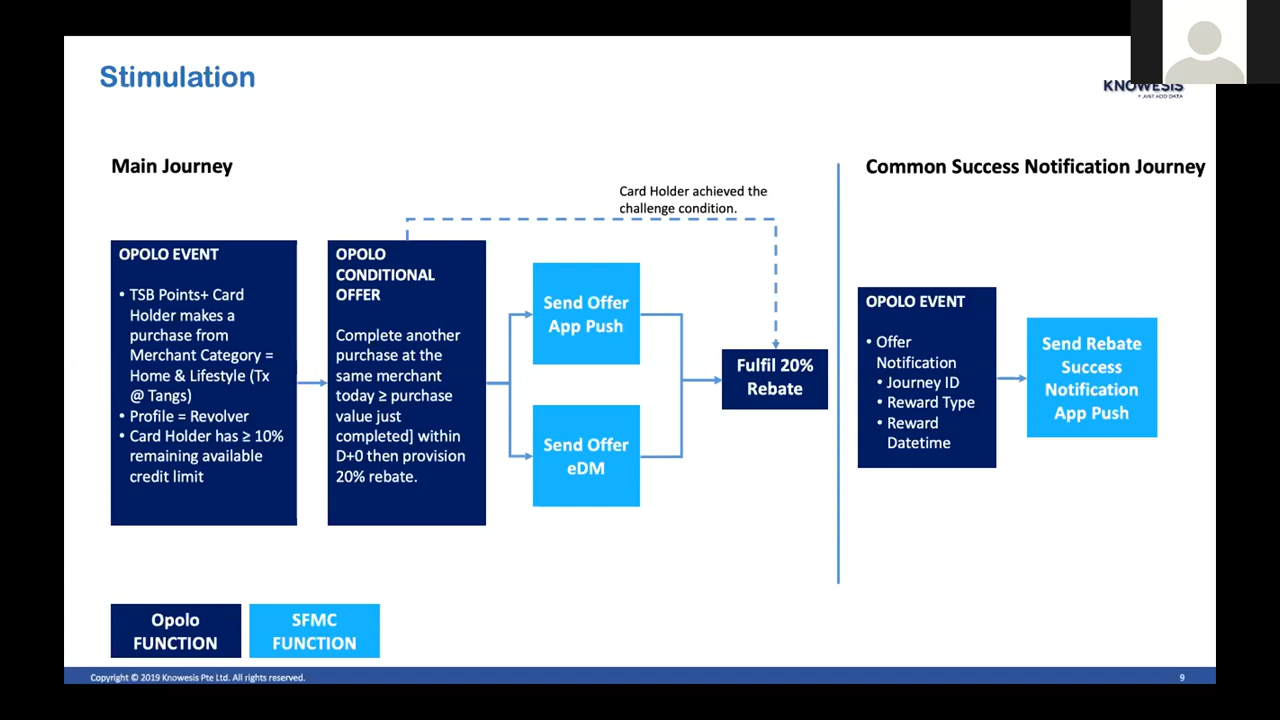 Stimulation
KNOWESIS
+ JUST ADD DATA
Main Journey
Common Success Notification Journey
Card Holder achieved the
challenge condition.
OPOLO EVENT
• TSB Points+ Card
Holder makes a
purchase from
Merchant Category =
Home & Lifestyle (Tx
@ Tangs)
• Profile = Revolver
• Card Holder has ≥ 10%
remaining available
credit limit
OPOLO
CONDITIONAL
OFFER
Complete another
purchase at the
same merchant
today ≥ purchase
value just
completed] within
D+0 then provision
20% rebate.
Send Offer
App Push
Send Offer
eDM
Fulfil 20%
Rebate
OPOLO EVENT
• Offer
Notification
• Journey ID
• Reward Type
• Reward
Datetime
Send Rebate
Success
Notification
App Push
Opolo
FUNCTION
SFMC
FUNCTION
Copyright © 2019 Knowesis Pte Ltd. All rights reserved.
9